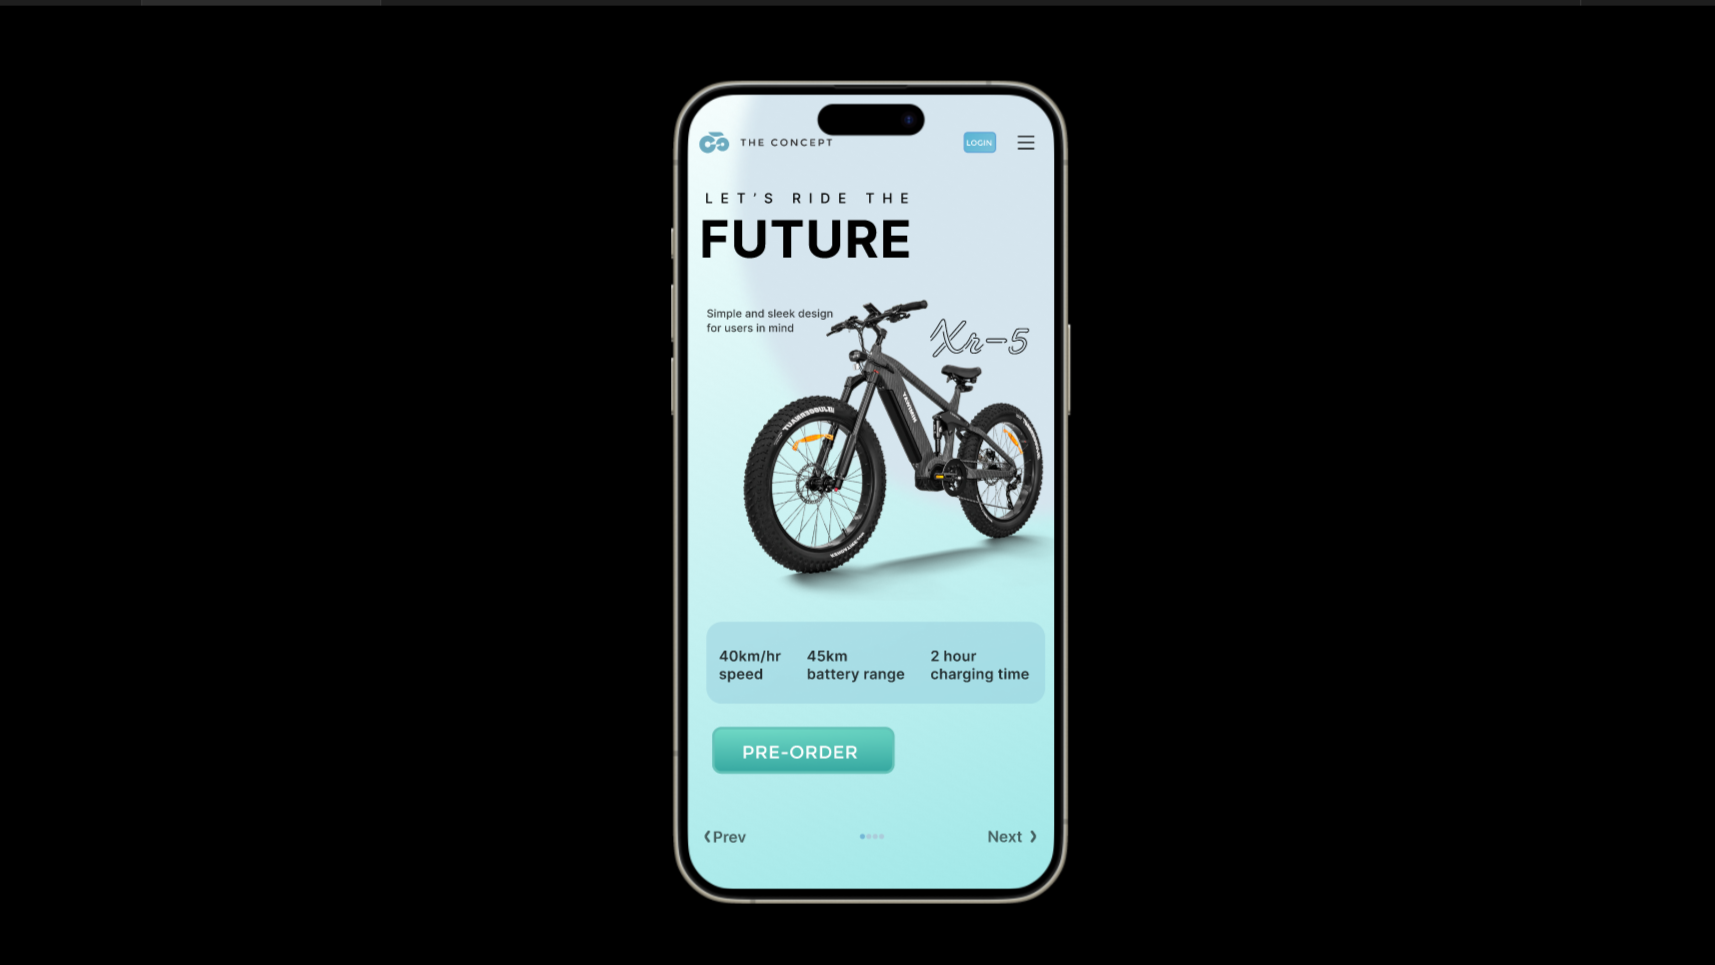 THE CONCEPT
LOGIN
LET'S RIDE THE
FUTURE
Simple and sleek design
for users in mind
Xr-5
40km/hr
speed
45km
battery range
2 hour
charging time
PRE-ORDER
Prev
Next